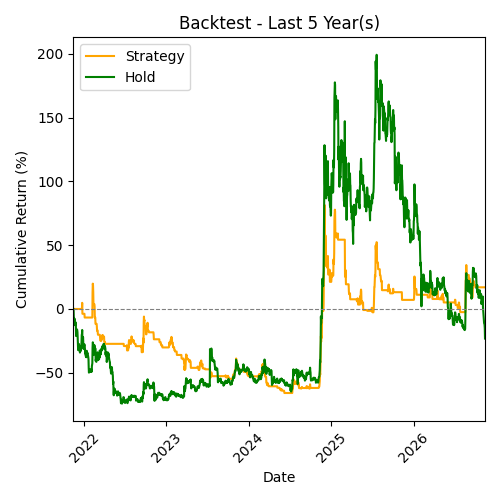 Backtest - Last 5 Year(s)
Strategy
Hold
Cumulative Return (%)
200
150
100
50
0
−50
2022
2023
2024
2025
2026
Date